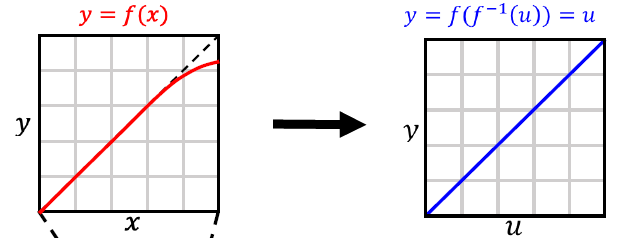 y = f(x)
y = f(f⁻¹(u)) = u
y
x
y
u